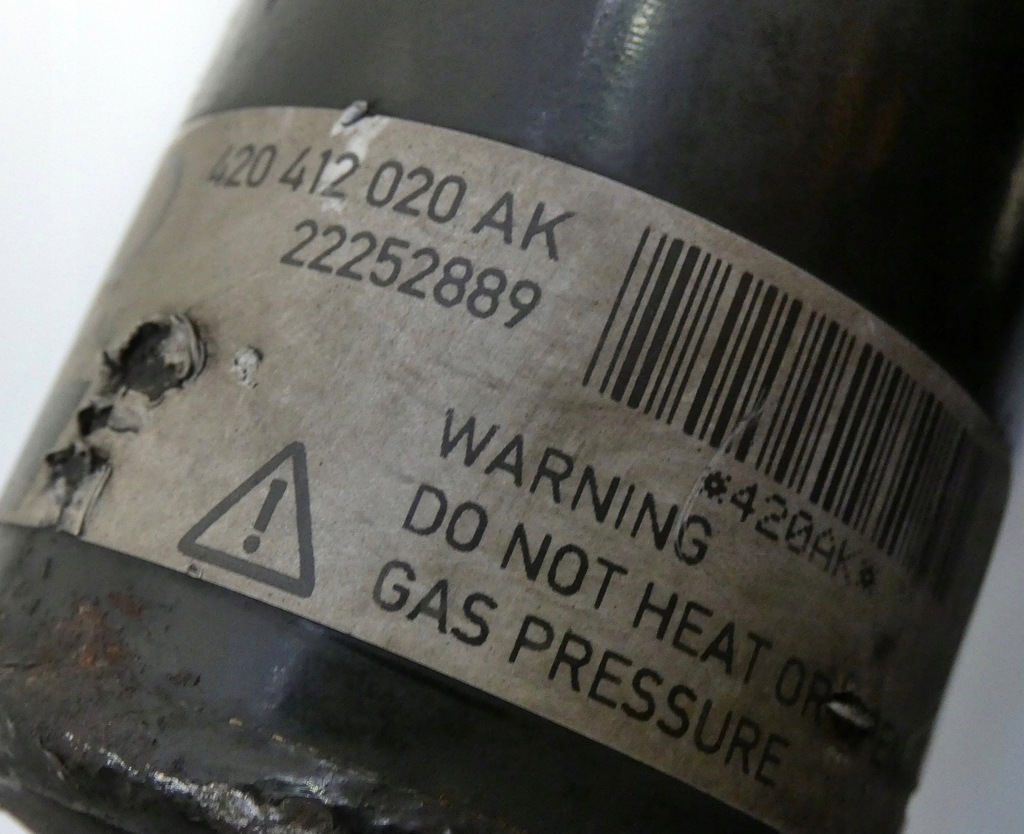 420 412 020 AK
22252889
*420AK*
WARNING
DO NOT HEAT OR
GAS PRESSURE